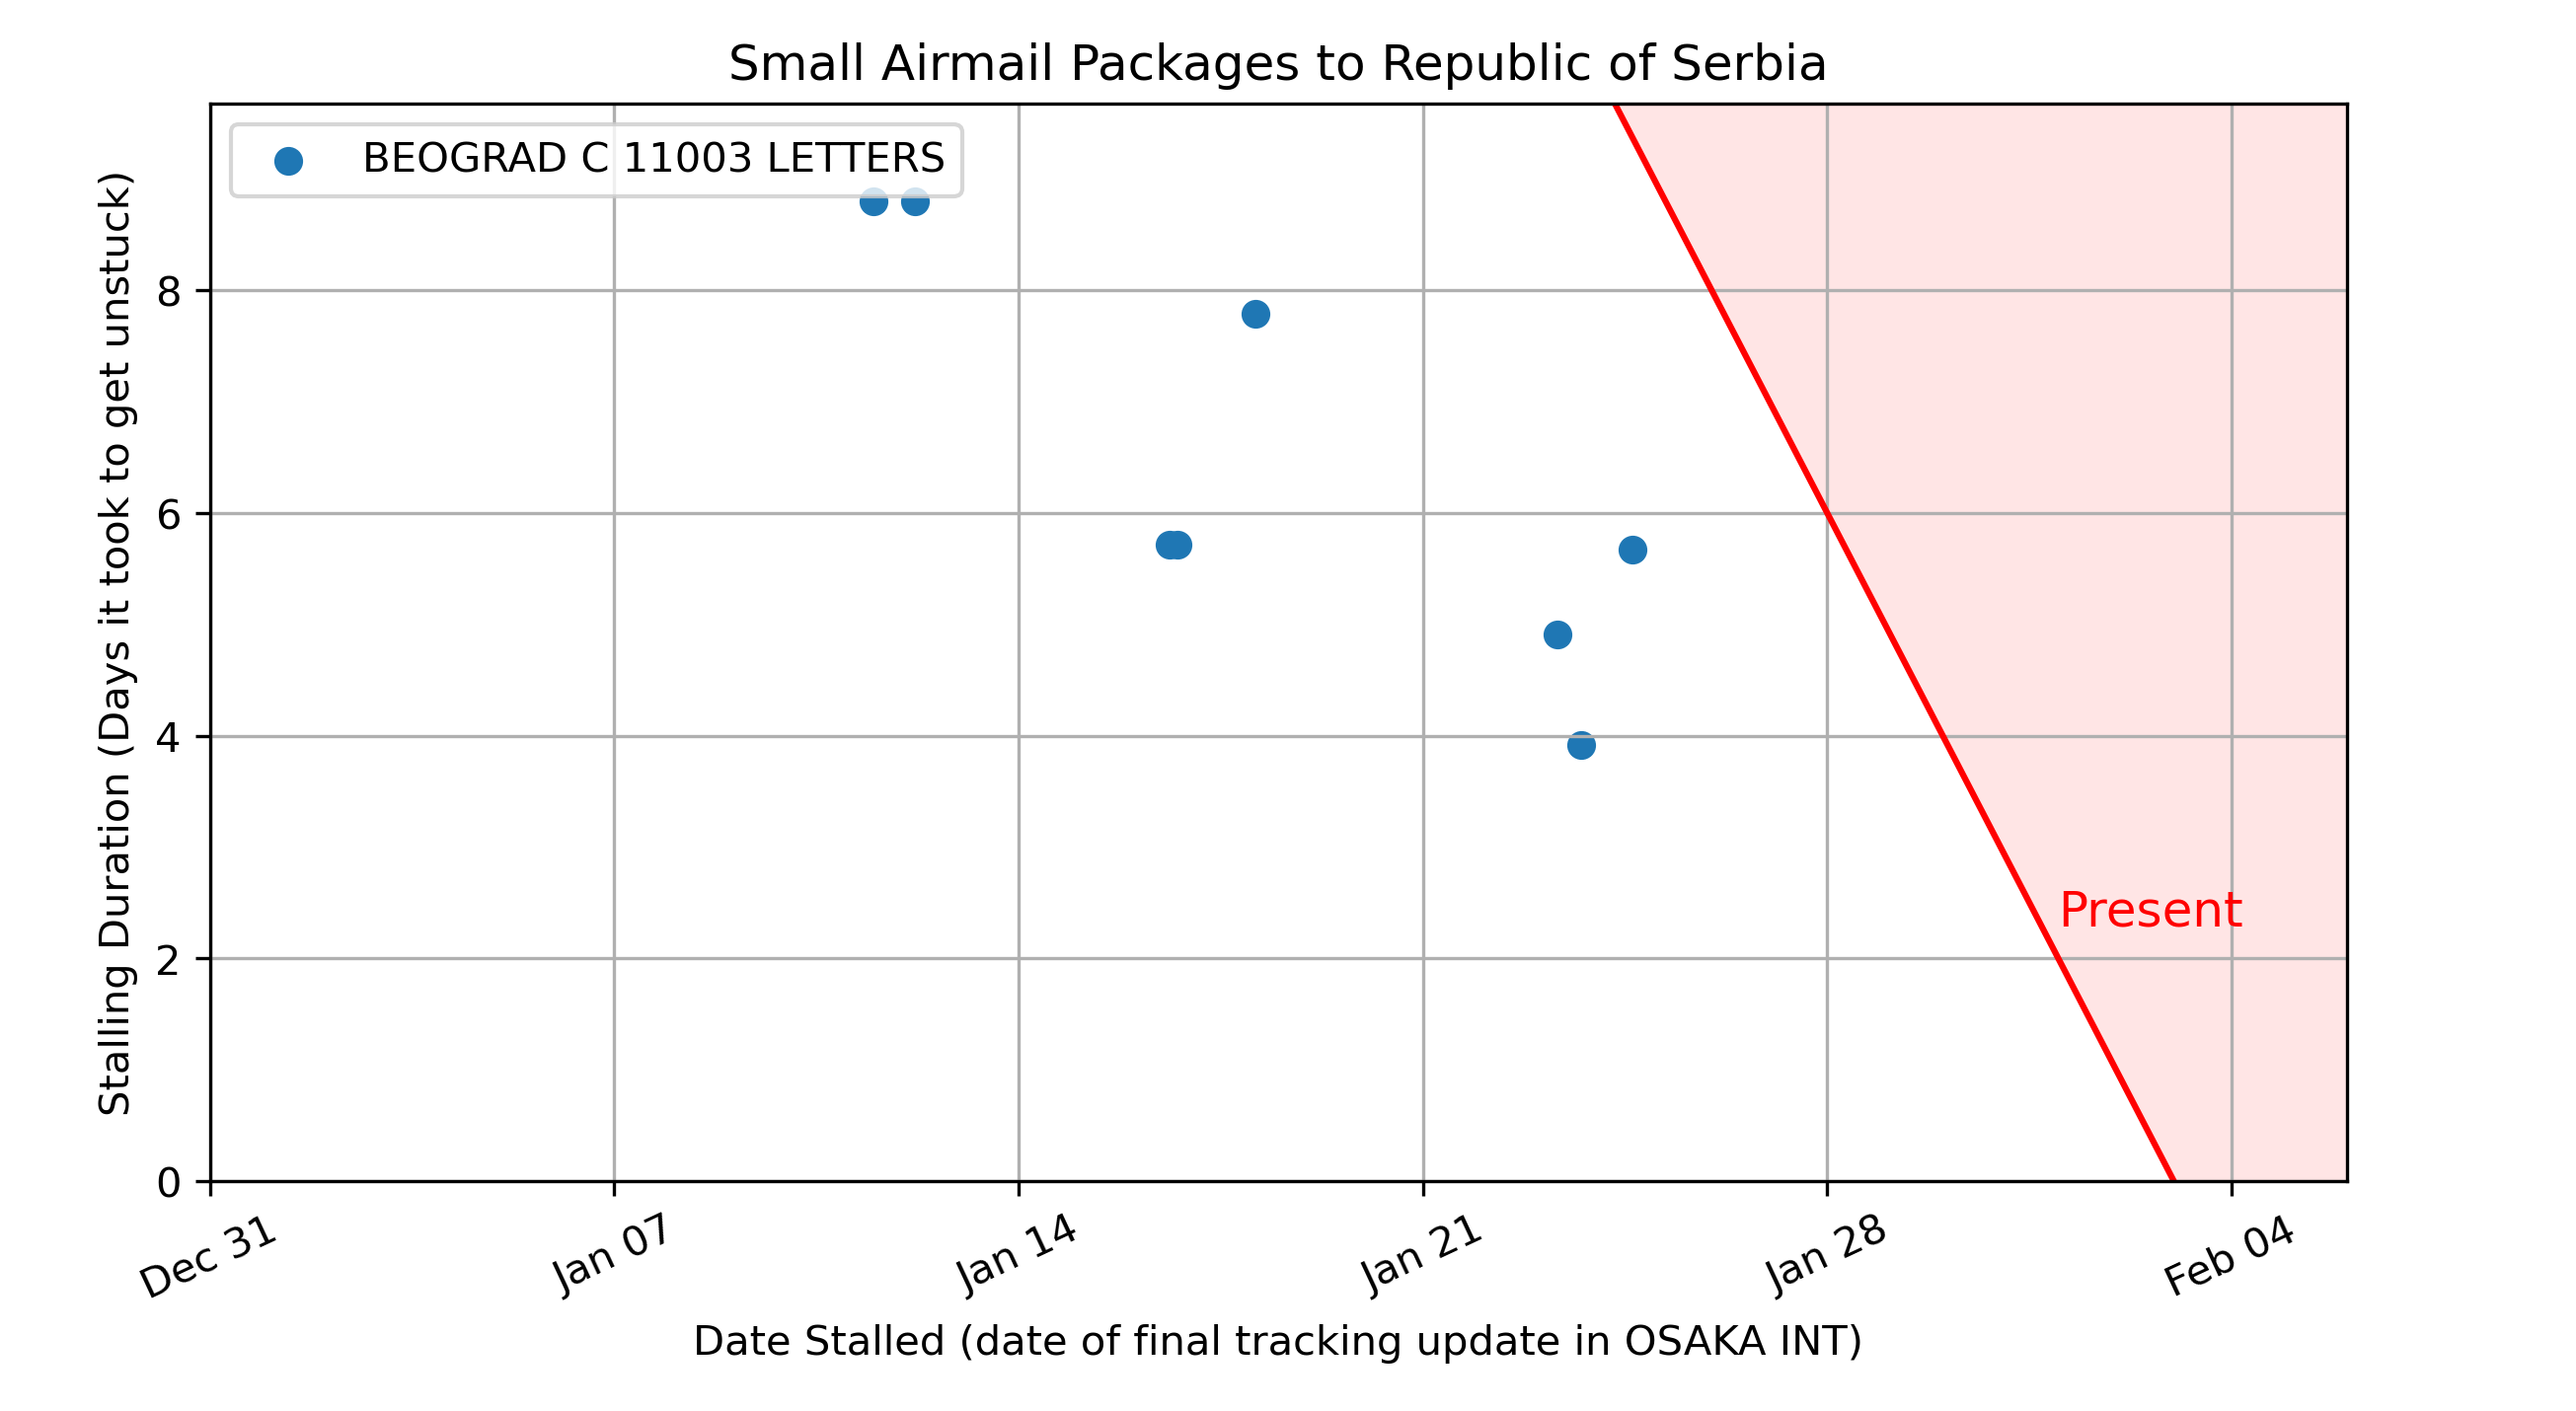 Small Airmail Packages to Republic of Serbia
BEOGRAD C 11003 LETTERS
Stalling Duration (Days it took to get unstuck)
8
6
4
2
0
Present
Dec 31
Jan 07
Jan 14
Jan 21
Jan 28
Feb 04
Date Stalled (date of final tracking update in OSAKA INT)